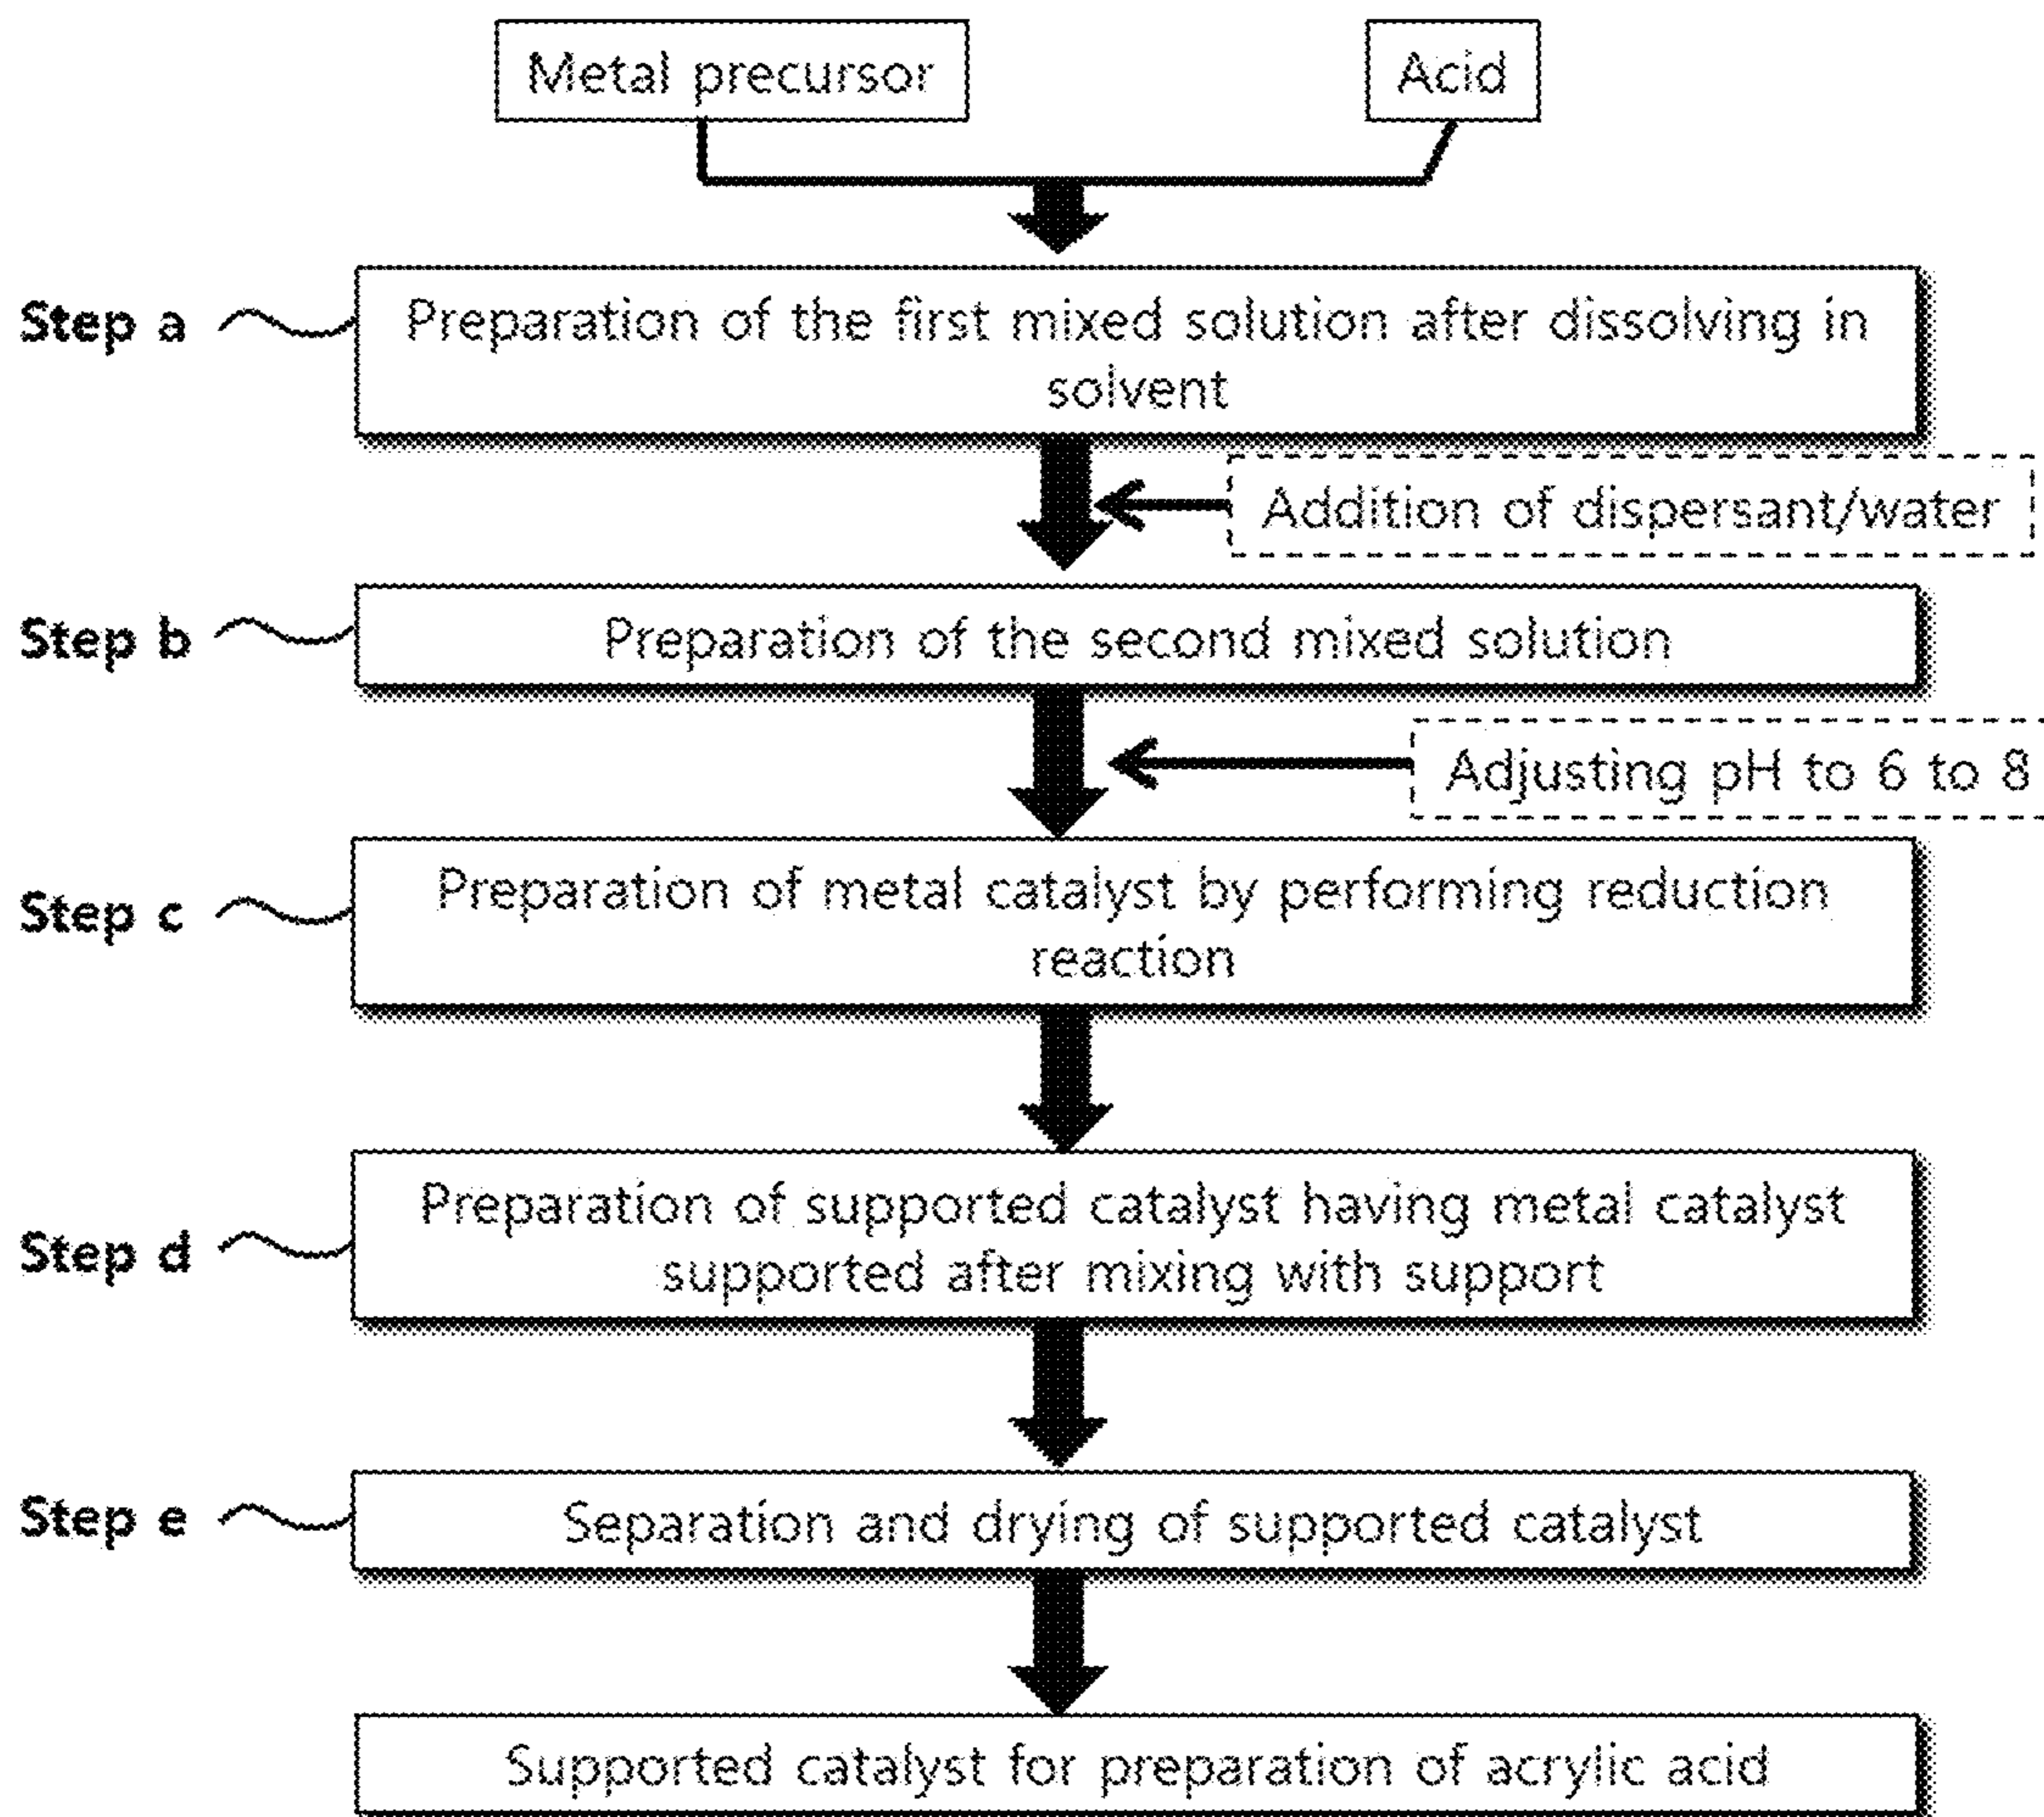 Metal precursor
Acid
Step a
Preparation of the first mixed solution after dissolving in
solvent
Addition of dispersant/water
Step b
Preparation of the second mixed solution
Adjusting pH to 6 to 8
Step c
Preparation of metal catalyst by performing reduction
reaction
Step d
Preparation of supported catalyst having metal catalyst
supported after mixing with support
Step e
Separation and drying of supported catalyst
Supported catalyst for preparation of acrylic acid